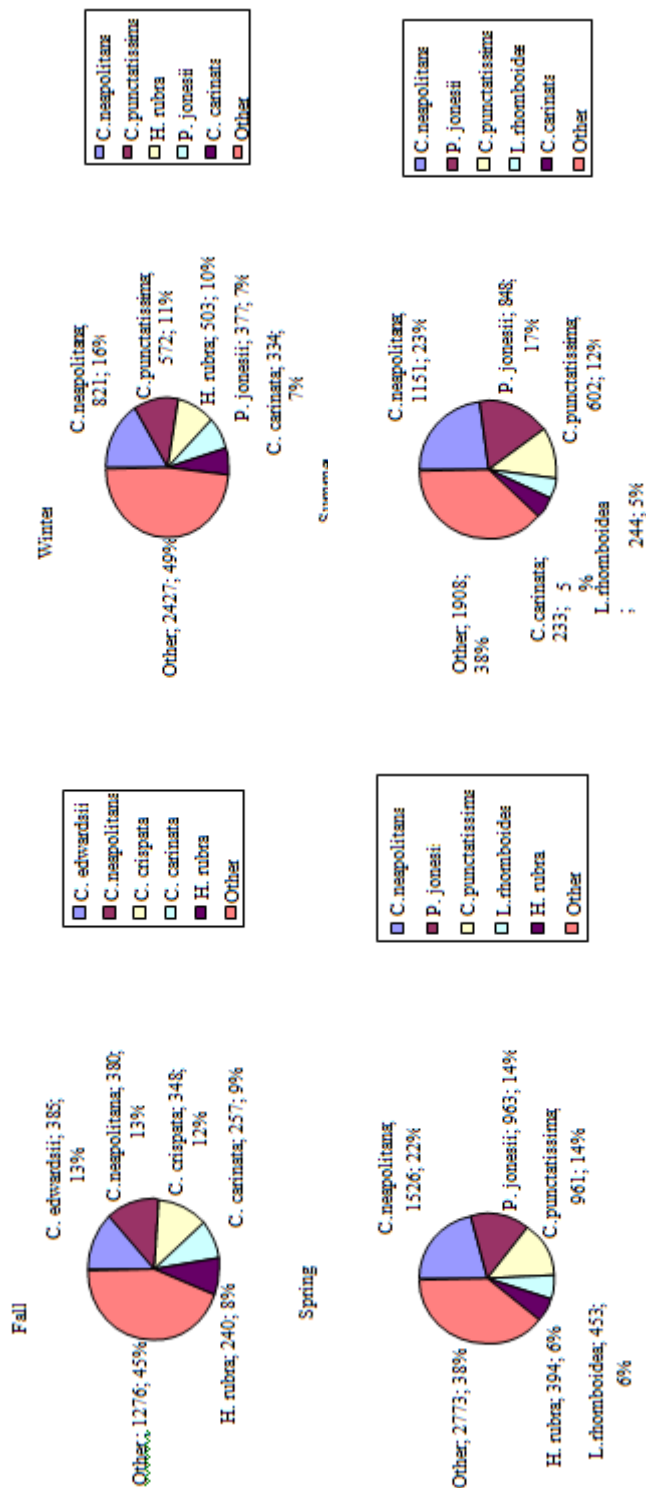 Fall
C. edwardsii; 385;
13%
C.neapolitana; 380;
13%
C. crispata; 348;
12%
C. carinata; 257; 9%
H. rubra; 240; 8%
Other; 1276; 45%
C. edwardsii
C.neapolitana
C. crispata
C. carinata
H. rubra
Other
Winter
C.neapolitana;
821; 16%
C.punctatissima;
572; 11%
H. rubra; 503; 10%
P. jonesii; 377; 7%
C. carinata; 334;
7%
Other; 2427; 49%
C.neapolitana
C.punctatissima
H. rubra
P. jonesii
C. carinata
Other
Spring
C.neapolitana;
1526; 22%
P. jonesii; 963; 14%
C.punctatissima;
961; 14%
L.rhomboidea; 453;
6%
H. rubra; 394; 6%
Other; 2773; 38%
C.neapolitana
P. jonesi
C.punctatissima
L.rhomboidea
H. rubra
Other
Summe
C.neapolitana;
1151; 23%
P. jonesii; 848;
17%
C.punctatissima;
602; 12%
L.rhomboidea
;
244; 5%
C.carinata;
233; 5
%
Other; 1908;
38%
C.neapolitana
P. jonesii
C.punctatissima
L.rhomboidea
C.carinata
Other